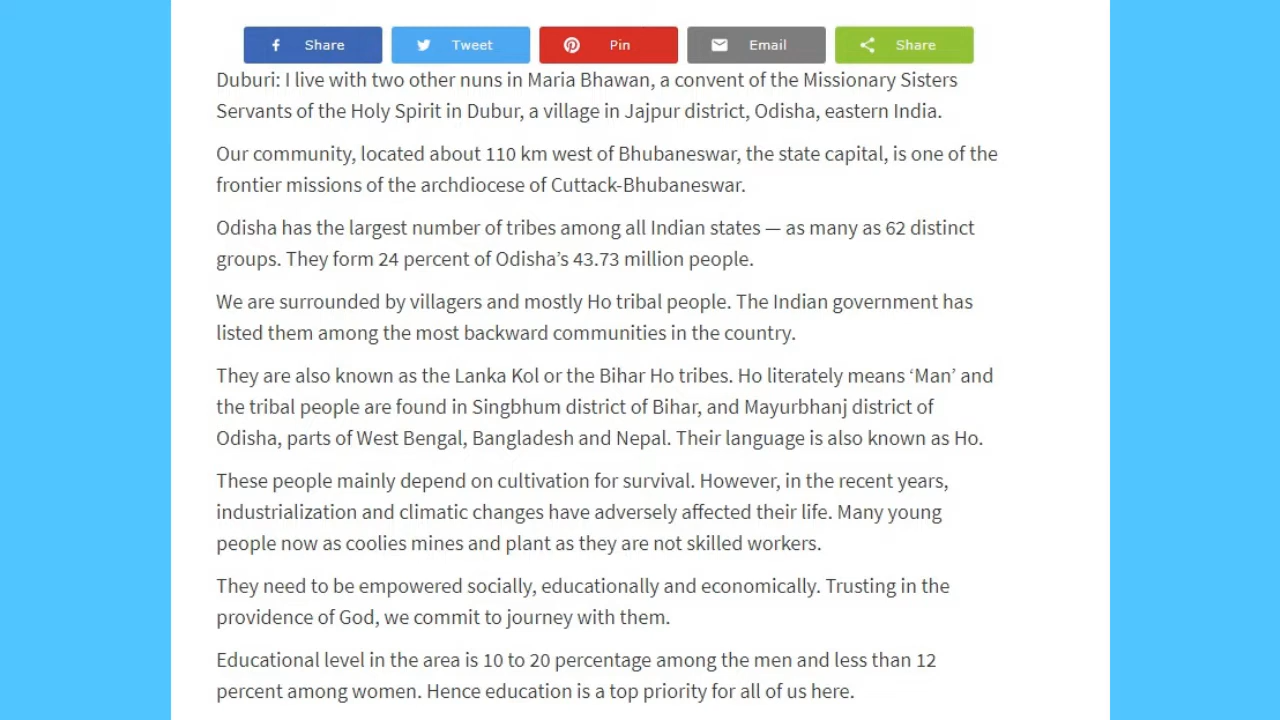 Share Tweet Pin Email Share
Duburi: I live with two other nuns in Maria Bhawan, a convent of the Missionary Sisters
Servants of the Holy Spirit in Dubur, a village in Jajpur district, Odisha, eastern India.
Our community, located about 110 km west of Bhubaneswar, the state capital, is one of the
frontier missions of the archdiocese of Cuttack-Bhubaneswar.
Odisha has the largest number of tribes among all Indian states — as many as 62 distinct
groups. They form 24 percent of Odisha’s 43.73 million people.
We are surrounded by villagers and mostly Ho tribal people. The Indian government has
listed them among the most backward communities in the country.
They are also known as the Lanka Kol or the Bihar Ho tribes. Ho literately means ‘Man’ and
the tribal people are found in Singbhum district of Bihar, and Mayurbhanj district of
Odisha, parts of West Bengal, Bangladesh and Nepal. Their language is also known as Ho.
These people mainly depend on cultivation for survival. However, in the recent years,
industrialization and climatic changes have adversely affected their life. Many young
people now as coolies mines and plant as they are not skilled workers.
They need to be empowered socially, educationally and economically. Trusting in the
providence of God, we commit to journey with them.
Educational level in the area is 10 to 20 percentage among the men and less than 12
percent among women. Hence education is a top priority for all of us here.